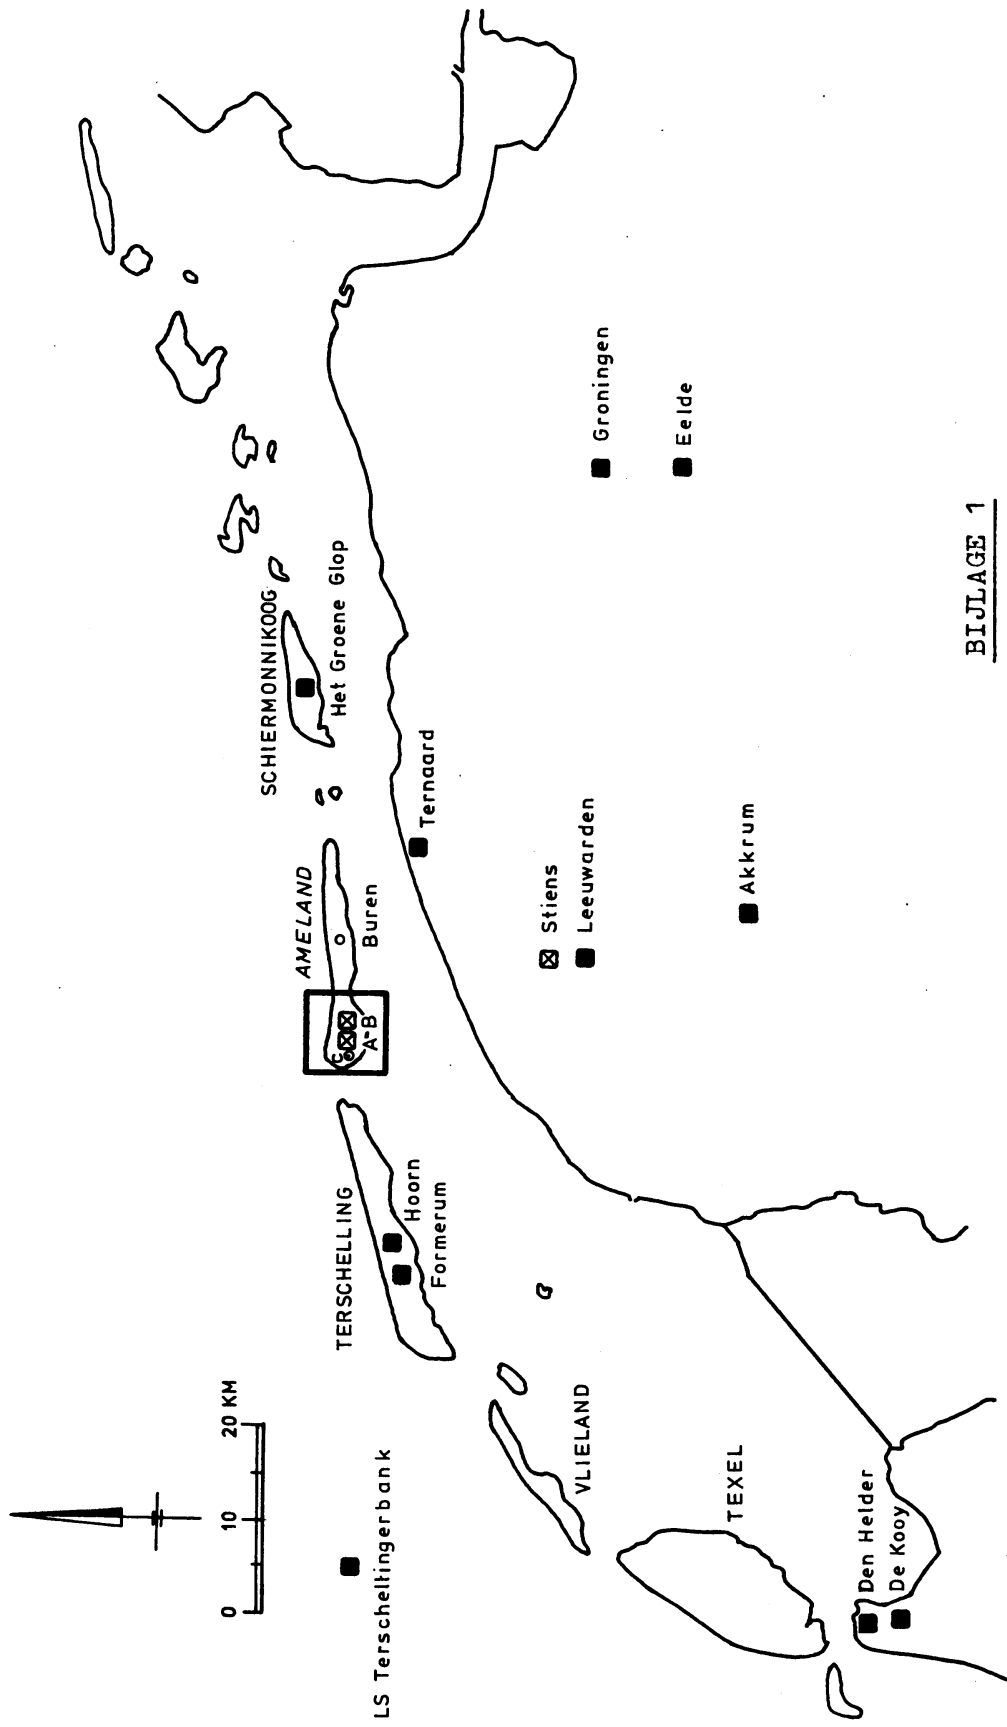 0 10 20 KM
LS Terschellingerbank
TERSCHELLING
Hoorn
Formerum
VLIELAND
TEXEL
Den Helder
De Kooy
AMELAND
Buren
C
A-B
SCHIERMONNIKOOG
Het Groene Glop
Ternaard
Stiens
Leeuwarden
Akkrum
Groningen
Eelde
BIJLAGE 1